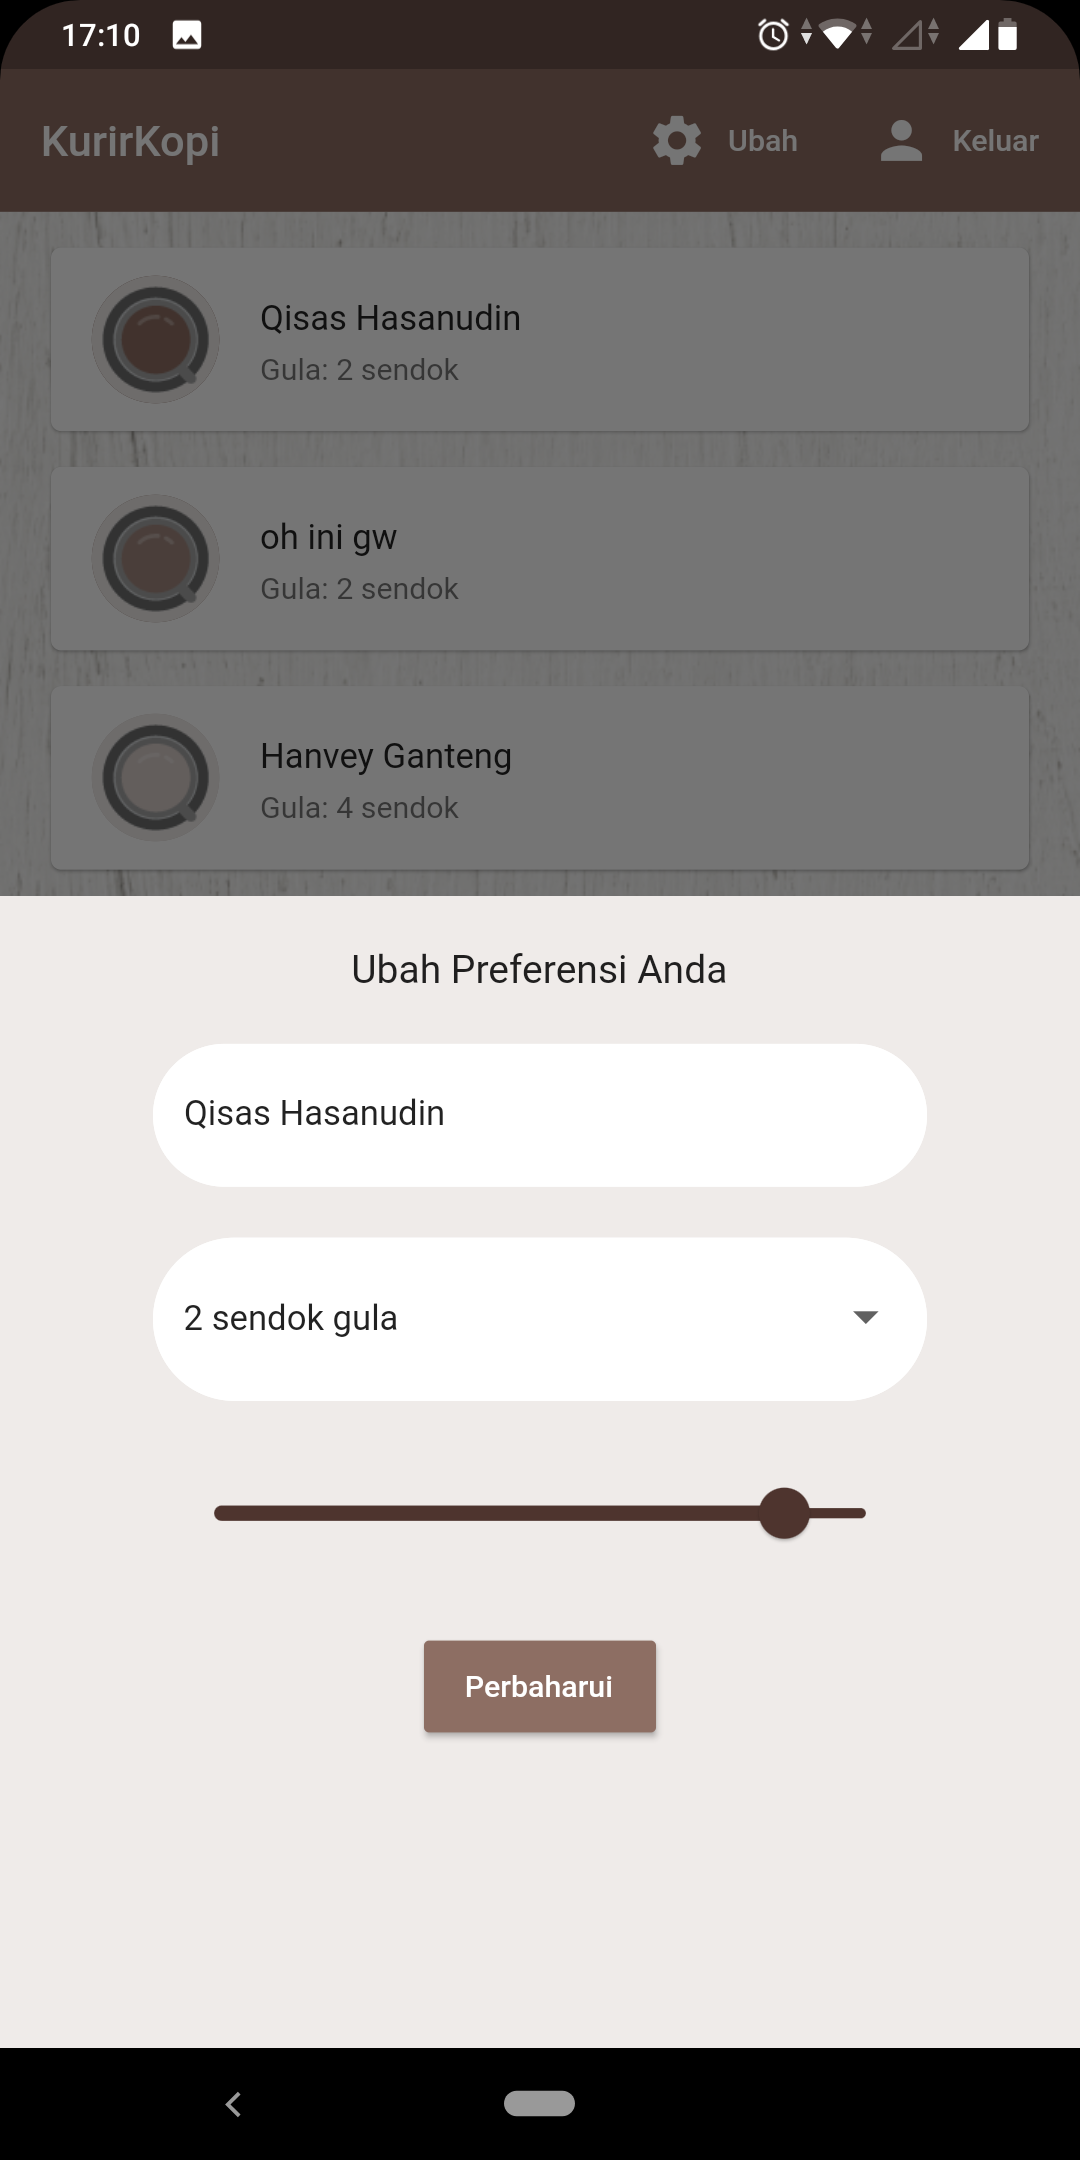 17:10
KurirKopi Ubah Keluar
Qisas Hasanudin
Gula: 2 sendok
oh ini gw
Gula: 2 sendok
Hanvey Ganteng
Gula: 4 sendok
Ubah Preferensi Anda
Qisas Hasanudin
2 sendok gula
Perbaharui